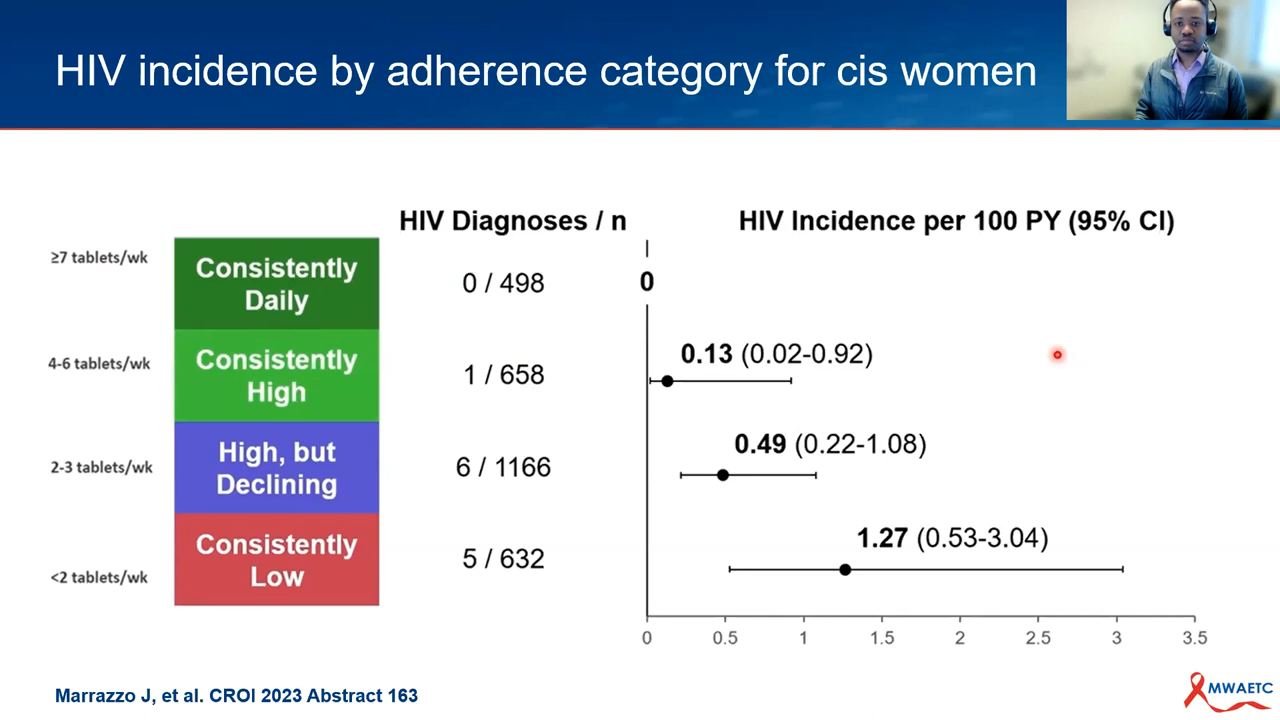 HIV incidence by adherence category for cis women
HIV Diagnoses / n
HIV Incidence per 100 PY (95% CI)
≥7 tablets/wk
Consistently
Daily
0 / 498
0
4-6 tablets/wk
Consistently
High
1 / 658
0.13 (0.02-0.92)
2-3 tablets/wk
High, but
Declining
6 / 1166
0.49 (0.22-1.08)
<2 tablets/wk
Consistently
Low
5 / 632
1.27 (0.53-3.04)
0 0.5 1 1.5 2 2.5 3 3.5
Marrazzo J, et al. CROI 2023 Abstract 163
MWAETC